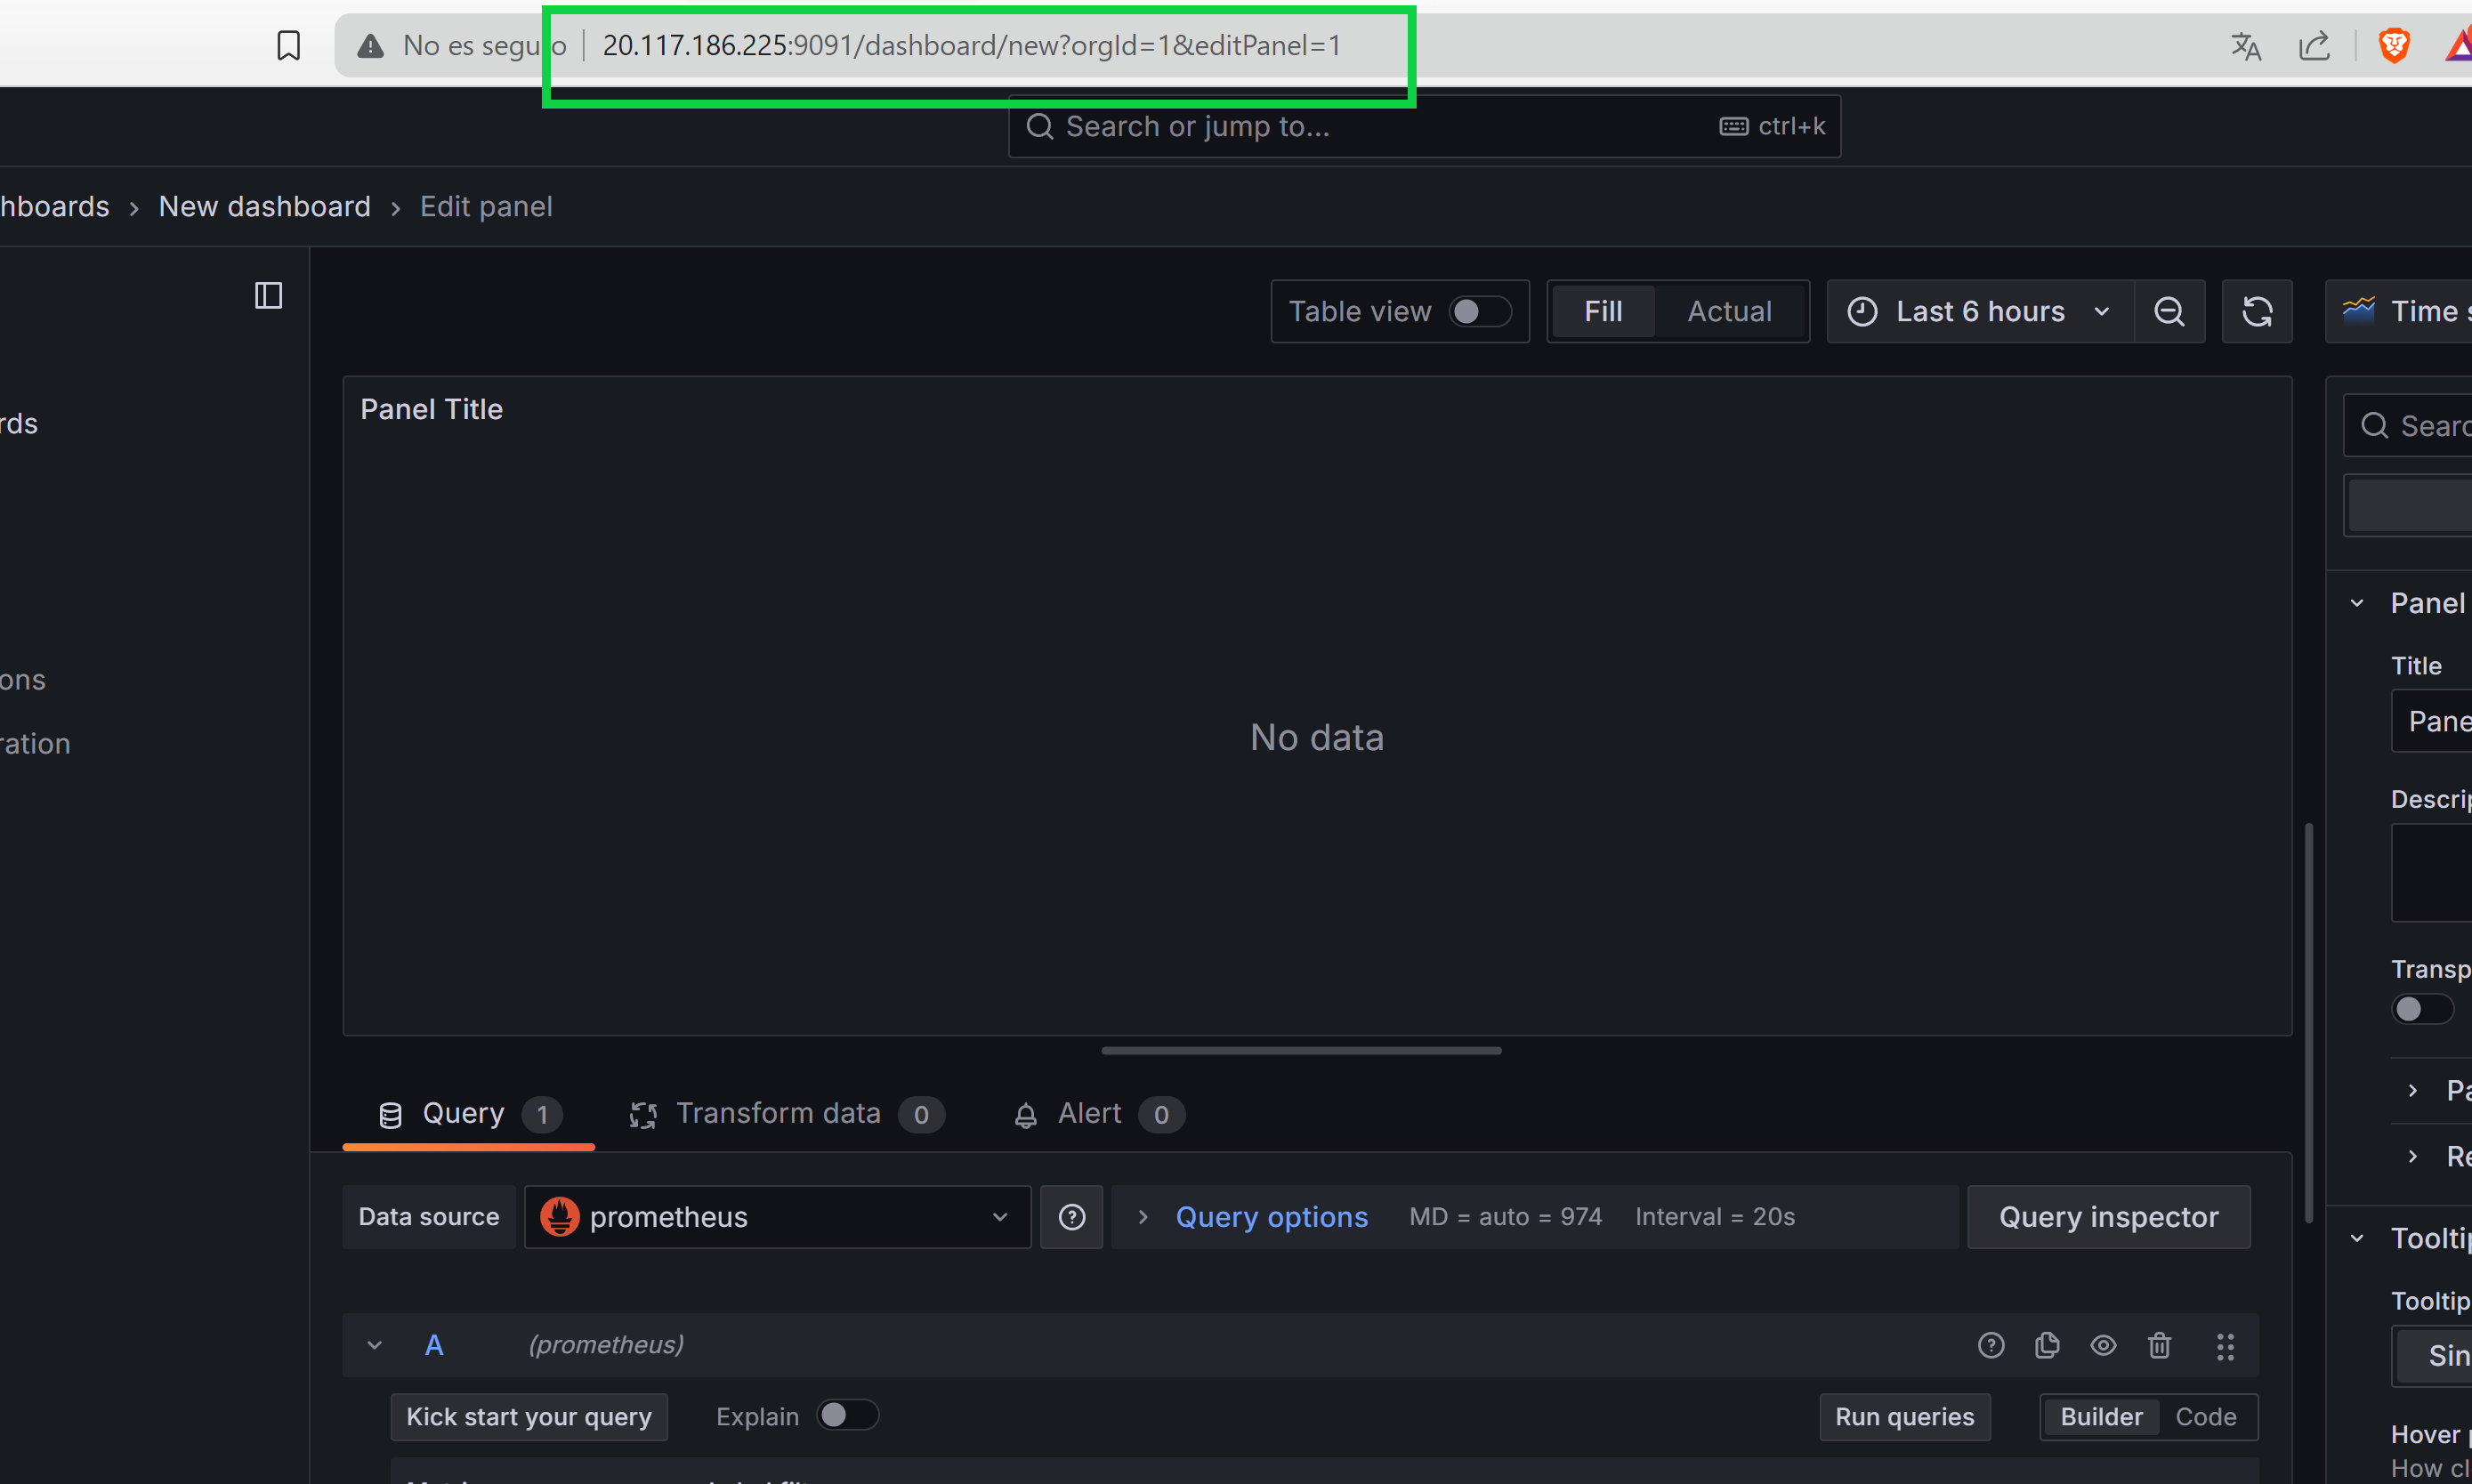 No es segu o
20.117.186.225:9091/dashboard/new?orgId=1&editPanel=1
Search or jump to...
ctrl+k
hboards › New dashboard › Edit panel
Table view
Fill
Actual
Last 6 hours
Time s
Panel Title
Searc
rds
No data
Panel
Title
Pane
ons
ration
Descrip
Transp
Pa
Re
Query 1
Transform data 0
Alert 0
Data source
prometheus
Query options
MD = auto = 974
Interval = 20s
Query inspector
Tooltip
Tooltip
Sin
A
(prometheus)
Kick start your query
Explain
Run queries
Builder
Code
Hover p
How cl